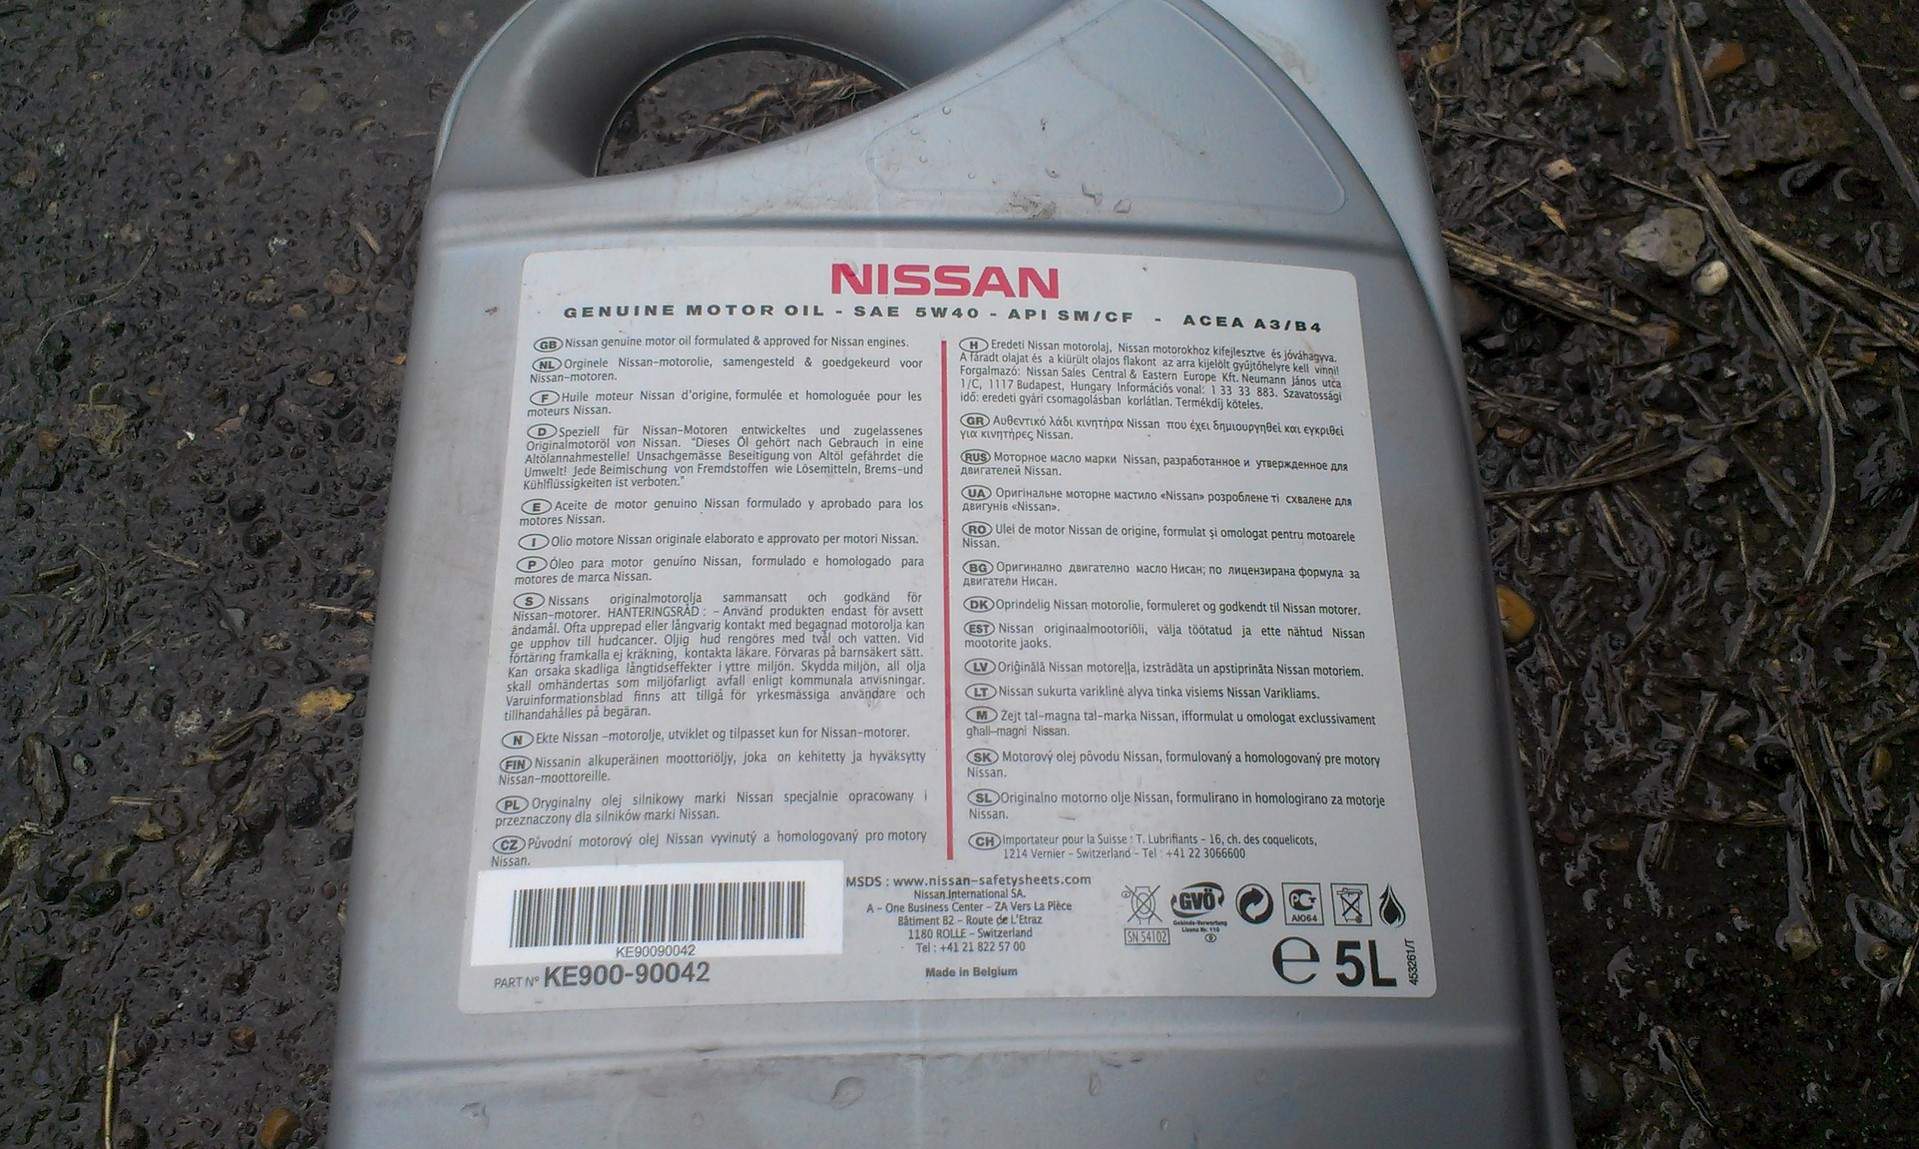 NISSAN
GENUINE MOTOR OIL - SAE 5W40 - API SM/CF - ACEA A3/B4
GB Nissan genuine motor oil formulated & approved for Nissan engines.
NL Orginele Nissan-motorolie, samengesteld & goedgekeurd voor
Nissan-motoren.
F Huile moteur Nissan d'origine, formulée et homologuée pour les
moteurs Nissan.
D Speziell für Nissan-Motoren entwickeltes und zugelassenes
Originalmotoröl von Nissan. "Dieses Öl gehört nach Gebrauch in eine
Altölannahmestelle! Unsachgemässe Beseitigung von Altöl gefährdet die
Umwelt! Jede Beimischung von Fremdstoffen wie Lösemitteln, Brems-und
Kühlflüssigkeiten ist verboten."
E Aceite de motor genuino Nissan formulado y aprobado para los
motores Nissan.
I Olio motore Nissan originale elaborato e approvato per motori Nissan.
P Óleo para motor genuíno Nissan, formulado e homologado para
motores de marca Nissan.
S Nissans originalmotorolja sammansatt och godkänd för
Nissan-motorer. HANTERINGSRÅD : - Använd produkten endast för avsett
ändamål. Ofta upprepad eller långvarig kontakt med begagnad motorolja kan
ge upphov till hudcancer. Oljig hud rengöres med tvål och vatten. Vid
förtäring framkalla ej kräkning, kontakta läkare. Förvaras på barnsäkert sätt.
Kan orsaka skadliga långtidseffekter i yttre miljön. Skydda miljön, all olja
skall omhändertas som miljöfarligt avfall enligt kommunala anvisningar.
Varuinformationsblad finns att tillgå för yrkesmässiga användare och
tillhandahålles på begäran.
N Ekte Nissan -motorolje, utviklet og tilpasset kun for Nissan-motorer.
FIN Nissanin alkuperäinen moottoriöljy, joka on kehitetty ja hyväksytty
Nissan-moottoreille.
PL Oryginalny olej silnikowy marki Nissan specjalnie opracowany i
przeznaczony dla silników marki Nissan.
CZ Původní motorový olej Nissan vyvinutý a homologovaný pro motory
Nissan.
H Eredeti Nissan motorolaj, Nissan motorokhoz kifejlesztve és jóváhagyva.
A fáradt olajat és a kiürült olajos flakont az arra kijelölt gyűjtőhelyre kell vinni!
Forgalmazó: Nissan Sales Central & Eastern Europe Kft. Neumann János utca
1/C, 1117 Budapest, Hungary Információs vonal: 1 33 33 883. Szavatossági
idő: eredeti gyári csomagolásban korlátlan. Termékdíj köteles.
GR Αυθεντικό λάδι κινητήρα Nissan που έχει δημιουργηθεί και εγκριθεί
για κινητήρες Nissan.
RUS Моторное масло марки Nissan, разработанное и утвержденное для
двигателей Nissan.
UA Оригінальне моторне мастило «Nissan» розроблене ті схвалене для
двигунів «Nissan».
RO Ulei de motor Nissan de origine, formulat şi omologat pentru motoarele
Nissan.
BG Оригинално двигателно масло Нисан; по лицензирана формула за
двигатели Нисан.
DK Oprindelig Nissan motorolie, formuleret og godkendt til Nissan motorer.
EST Nissan originaalmootoriõli, välja töötatud ja ette nähtud Nissan
mootorite jaoks.
LV Oriģinālā Nissan motoreļļa, izstrādāta un apstiprināta Nissan motoriem.
LT Nissan sukurta variklinė alyva tinka visiems Nissan Varikliams.
M Zejt tal-magna tal-marka Nissan, ifformulat u omologat exclussivament
għall-magni Nissan.
SK Motorový olej pôvodu Nissan, formulovaný a homologovaný pre motory
Nissan.
SL Originalno motorno olje Nissan, formulirano in homologirano za motorje
Nissan.
CH Importateur pour la Suisse : T. Lubrifiants - 16, ch. des coquelicots,
1214 Vernier - Switzerland - Tel : +41 22 3066600
KE90090042
PART N° KE900-90042
MSDS : www.nissan-safetysheets.com
Nissan International SA.
A - One Business Center - ZA Vers La Pièce
Bâtiment B2 - Route de L'Etraz
1180 ROLLE - Switzerland
Tel : +41 21 822 57 00
Made in Belgium
SN 54102
GVÖ
Gebinde-Verwertung
Lizenz Nr. 110
РСТ
АЮ64
e 5L
453261/T